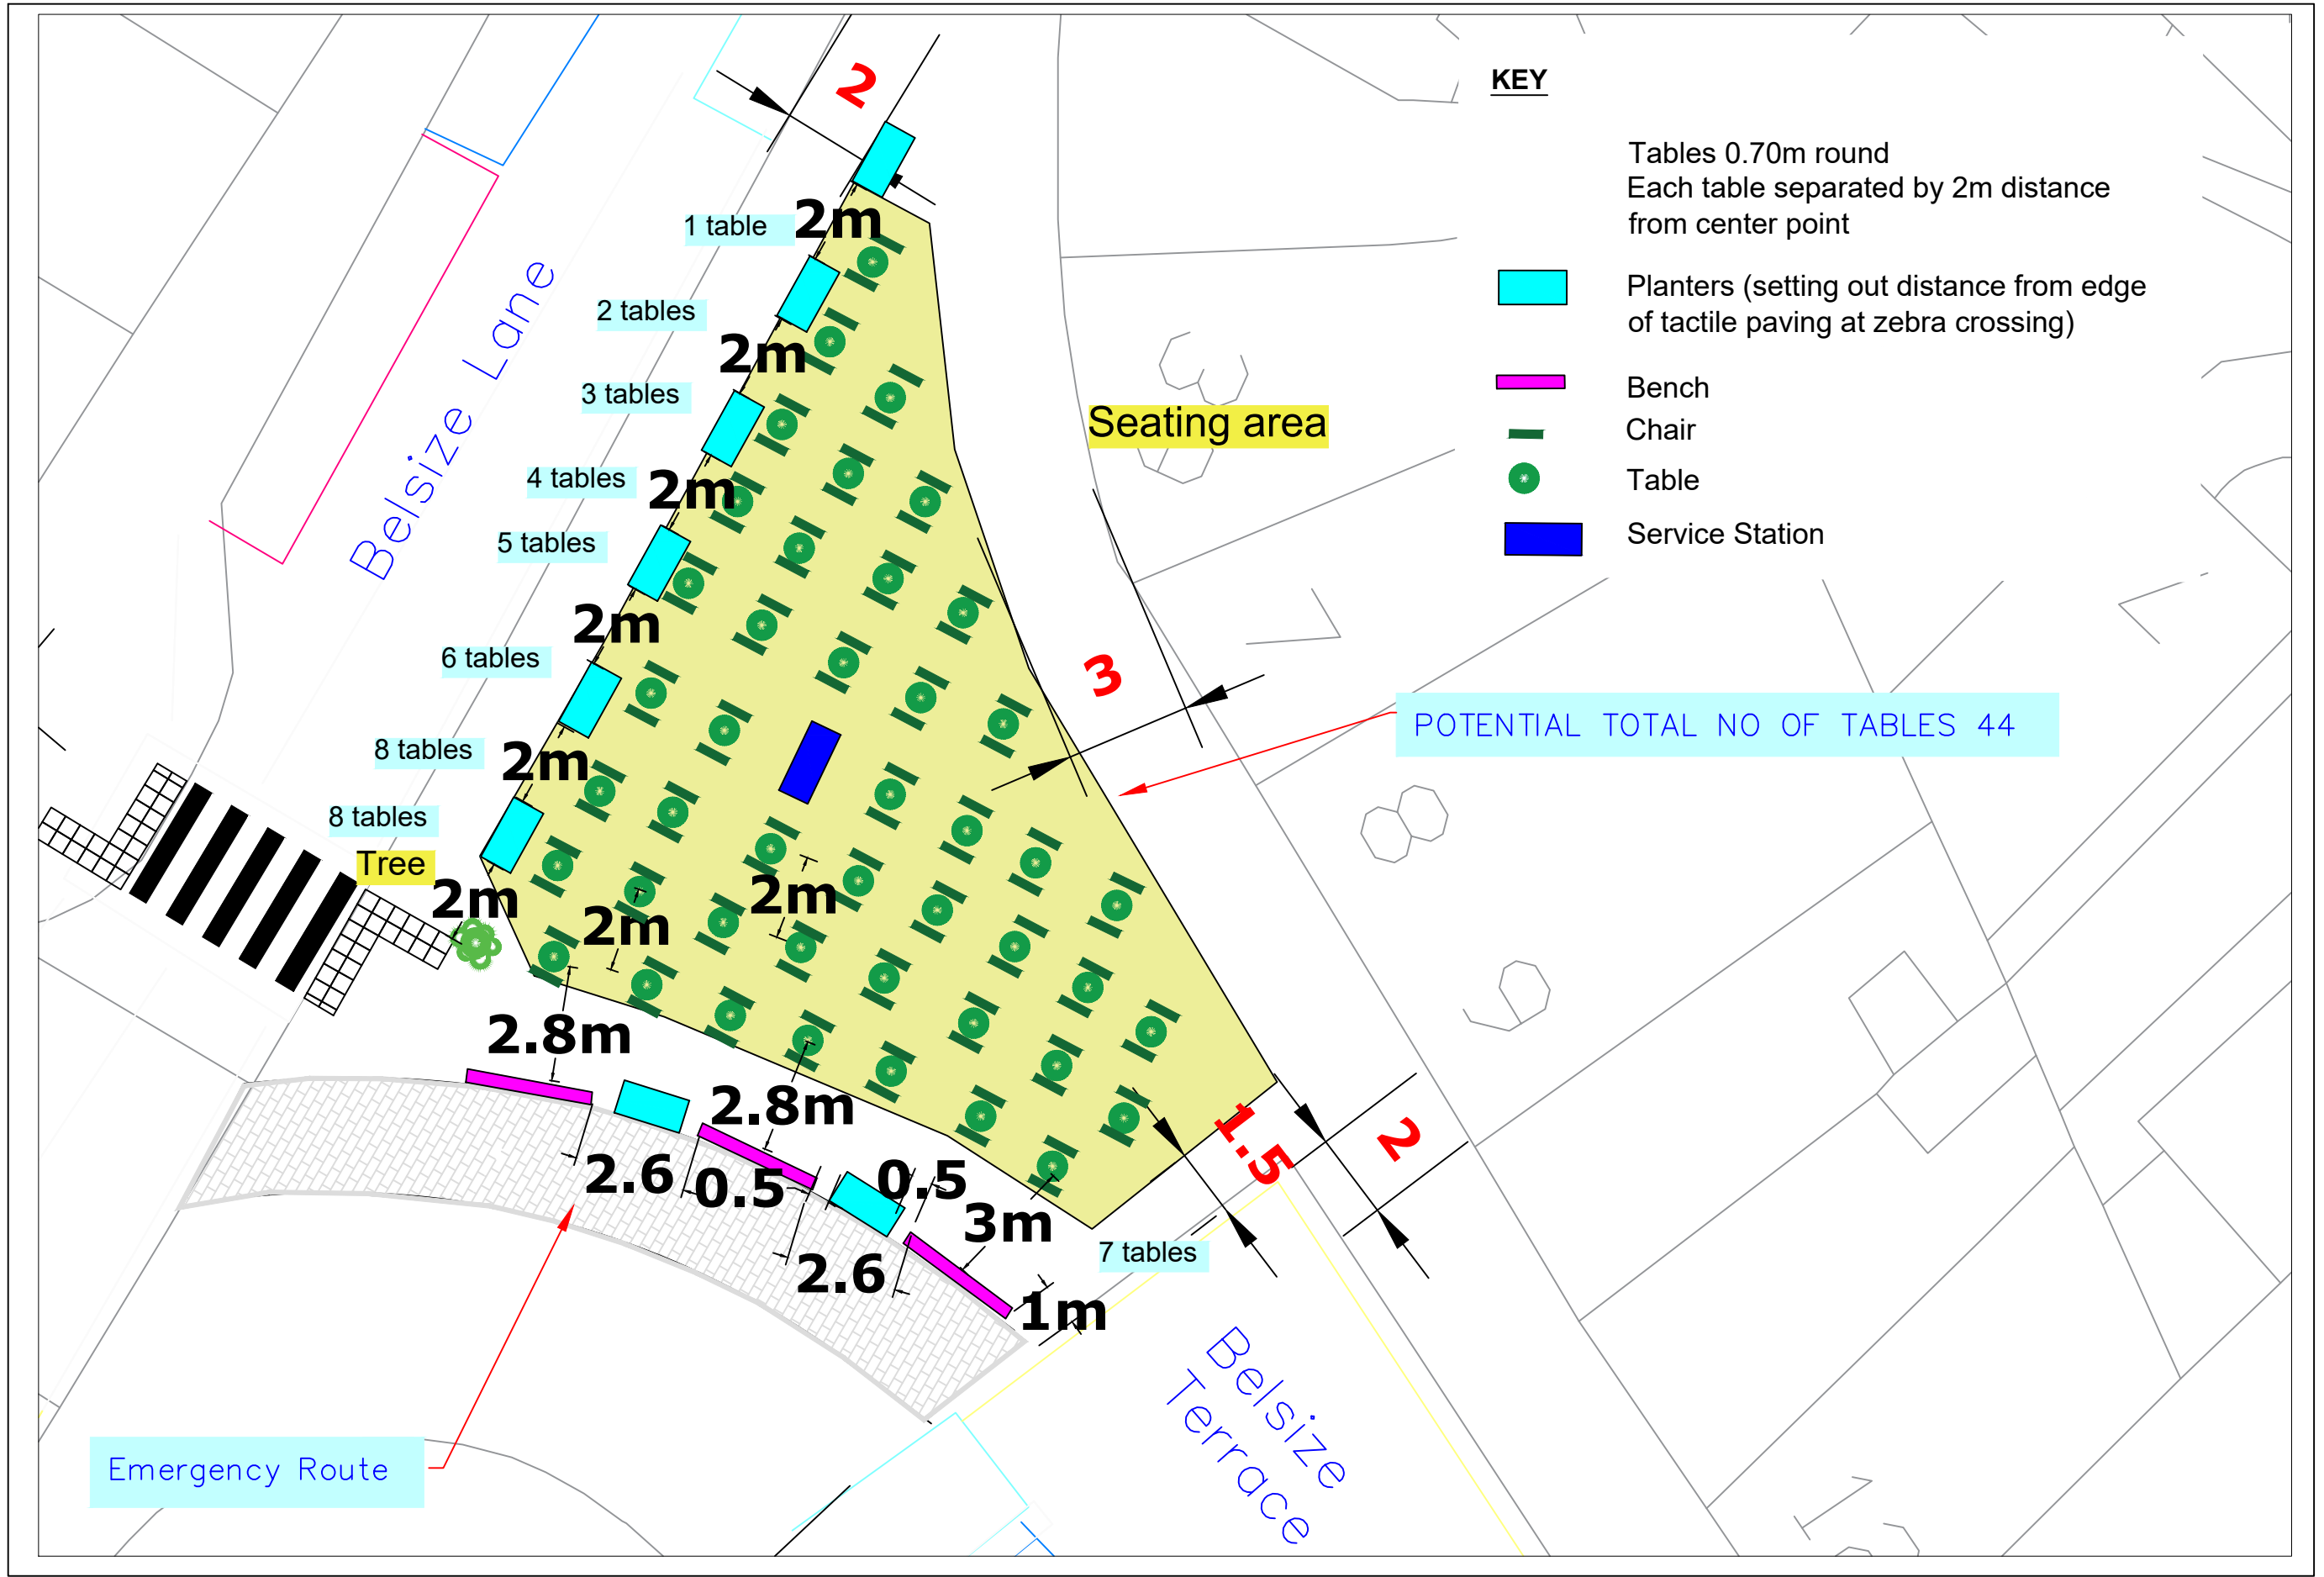 KEY
Tables 0.70m round
Each table separated by 2m distance
from center point
Planters (setting out distance from edge
of tactile paving at zebra crossing)
Bench
Chair
Table
Service Station
2
2m
1 table
2 tables
2m
3 tables
2m
4 tables
5 tables
2m
6 tables
2m
8 tables
8 tables
Tree
2m
Belsize Lane
Seating area
3
POTENTIAL TOTAL NO OF TABLES 44
2m
2m
2.8m
2.8m
2.6
0.5
0.5
2.6
3m
1m
1.5
2
7 tables
Belsize
Terrace
Emergency Route